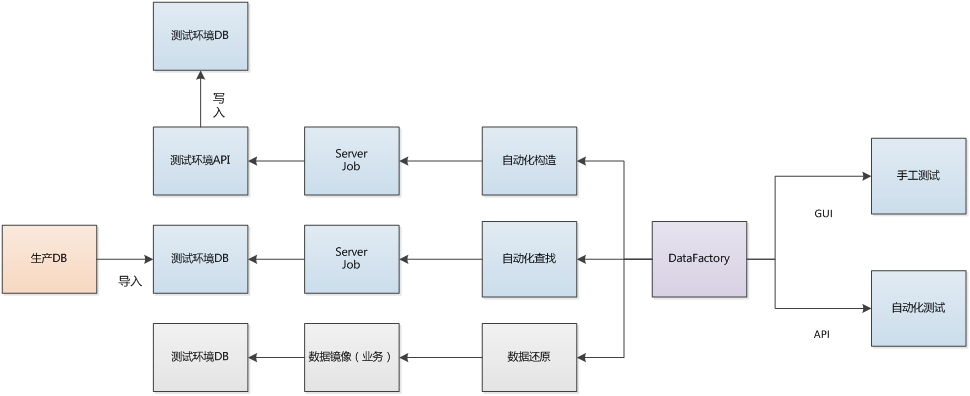 测试环境DB
写
入
测试环境API
Server
Job
自动化构造
手工测试
GUI
生产DB
导入
测试环境DB
Server
Job
自动化查找
DataFactory
自动化测试
API
测试环境DB
数据镜像（业务）
数据还原